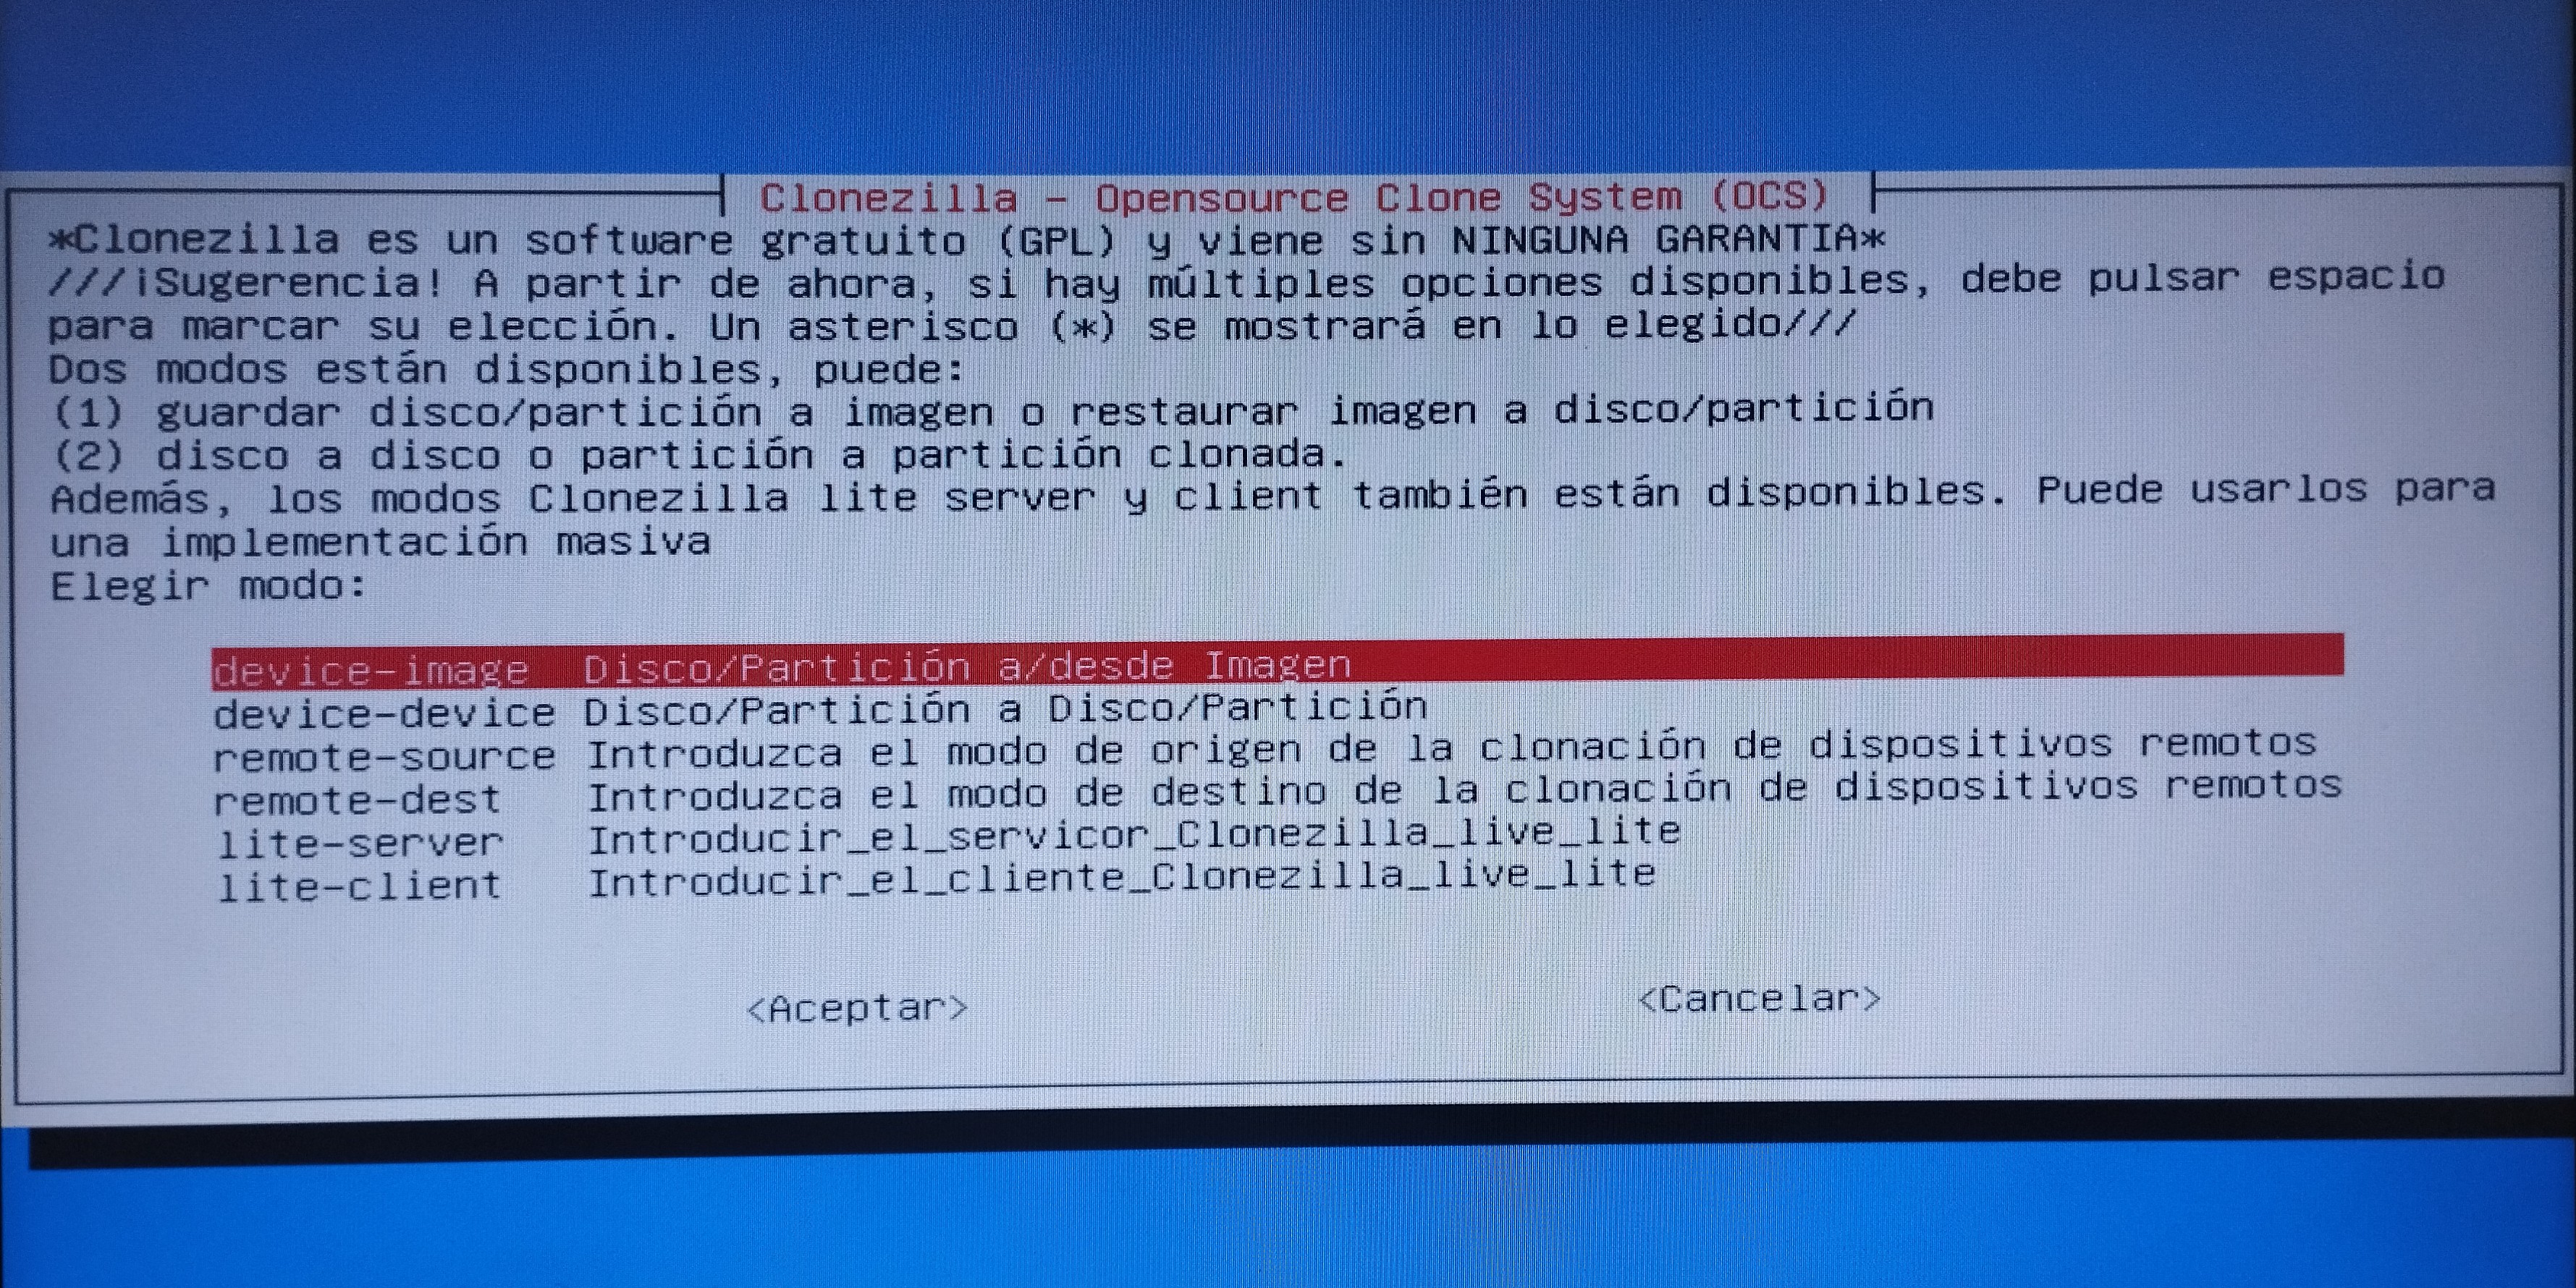 Clonezilla - Opensource Clone System (OCS)
*Clonezilla es un software gratuito (GPL) y viene sin NINGUNA GARANTIA*
///¡Sugerencia! A partir de ahora, si hay múltiples opciones disponibles, debe pulsar espacio
para marcar su elección. Un asterisco (*) se mostrará en lo elegido///
Dos modos están disponibles, puede:
(1) guardar disco/partición a imagen o restaurar imagen a disco/partición
(2) disco a disco o partición a partición clonada.
Además, los modos Clonezilla lite server y client también están disponibles. Puede usarlos para
una implementación masiva
Elegir modo:
device-image Disco/Partición a/desde Imagen
device-device Disco/Partición a Disco/Partición
remote-source Introduzca el modo de origen de la clonación de dispositivos remotos
remote-dest Introduzca el modo de destino de la clonación de dispositivos remotos
lite-server Introducir_el_servicor_Clonezilla_live_lite
lite-client Introducir_el_cliente_Clonezilla_live_lite
<Aceptar> <Cancelar>